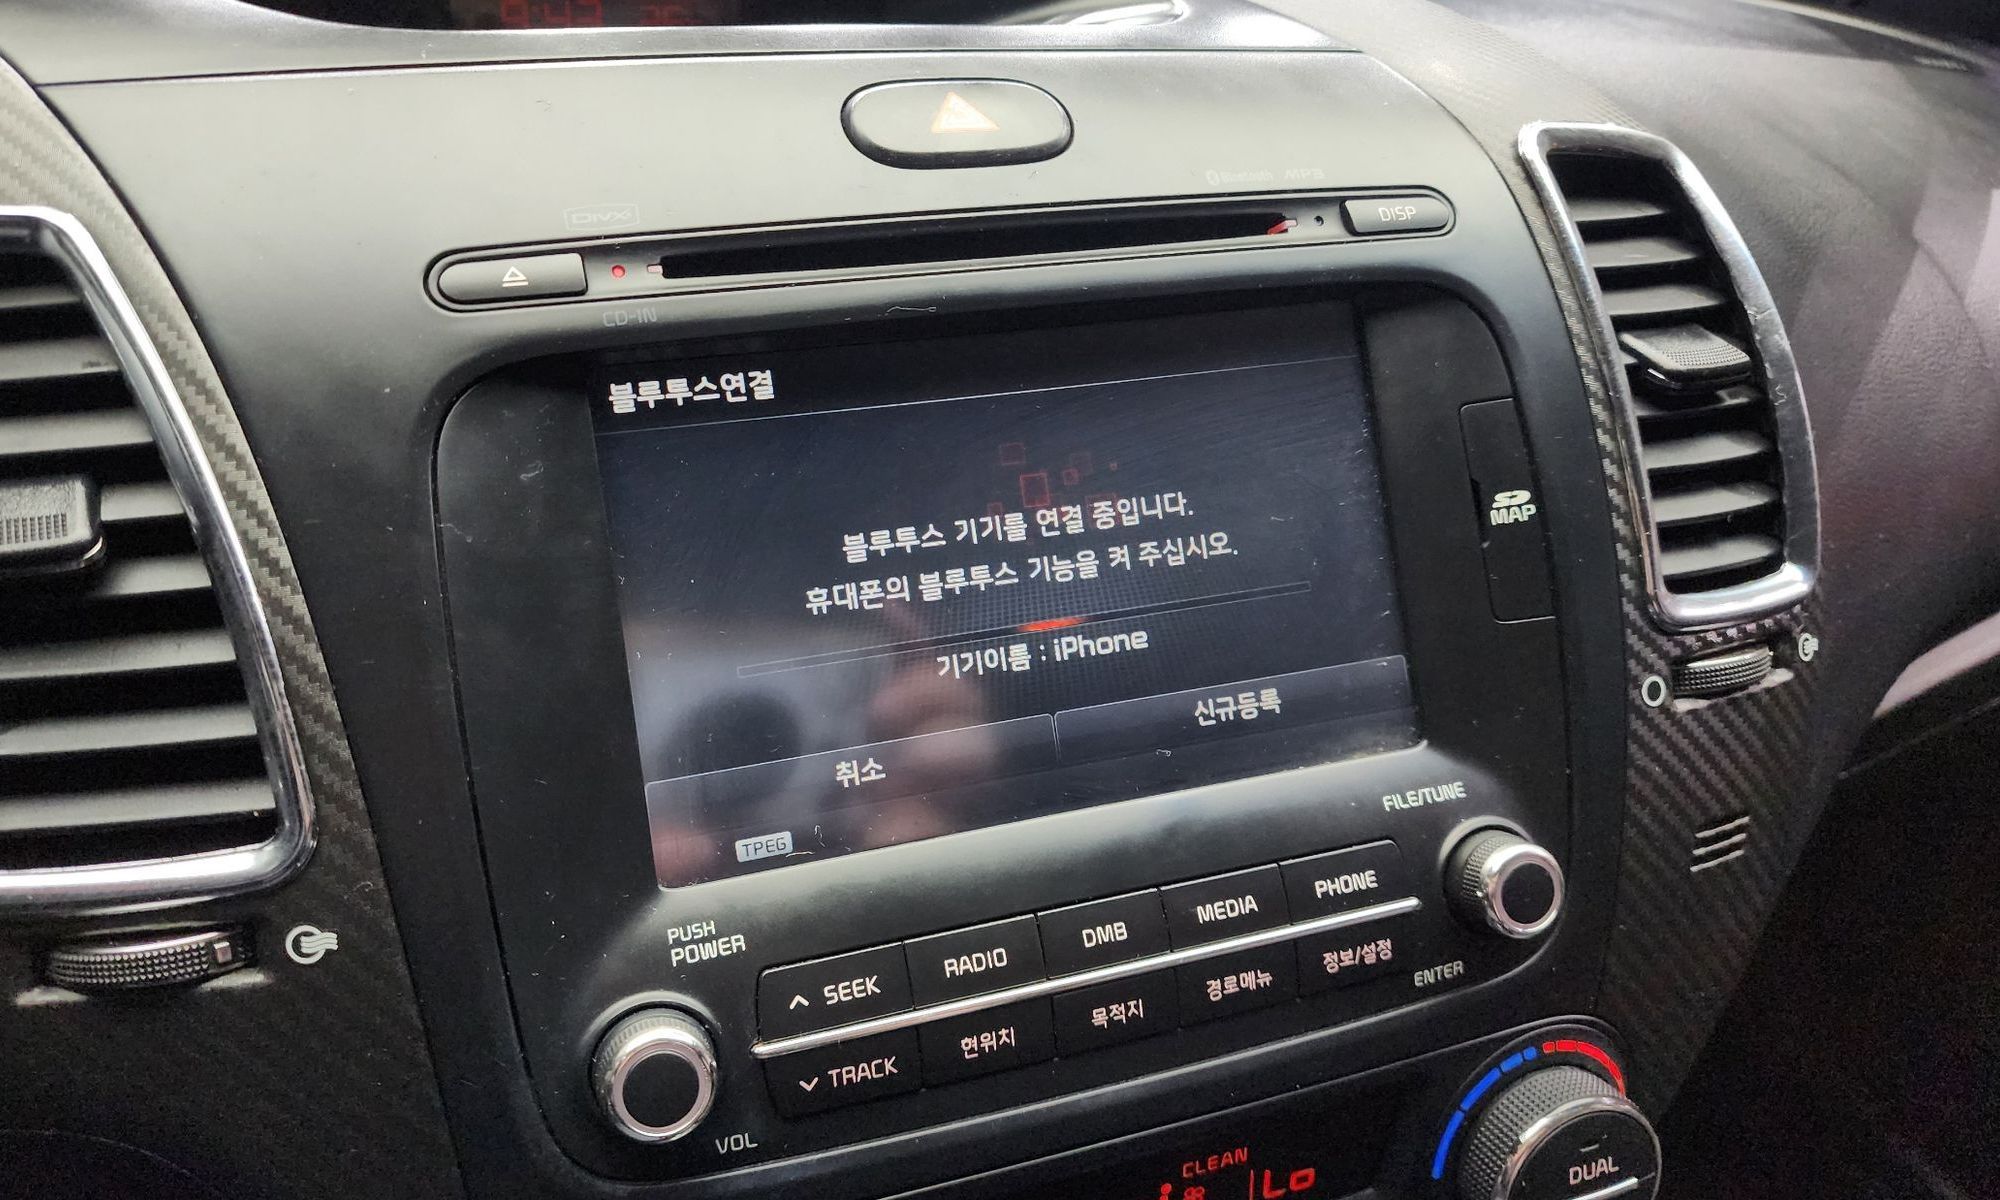 9:43
DIVX
Bluetooth MP3
DISP
CD-IN
블루투스연결
블루투스 기기를 연결 중입니다.
휴대폰의 블루투스 기능을 켜 주십시오.
기기이름 : iPhone
취소
신규등록
TPEG
SD
MAP
FILE/TUNE
PUSH
POWER
SEEK
RADIO
DMB
MEDIA
PHONE
TRACK
현위치
목적지
경로메뉴
정보/설정
ENTER
VOL
CLEAN
Lo
DUAL